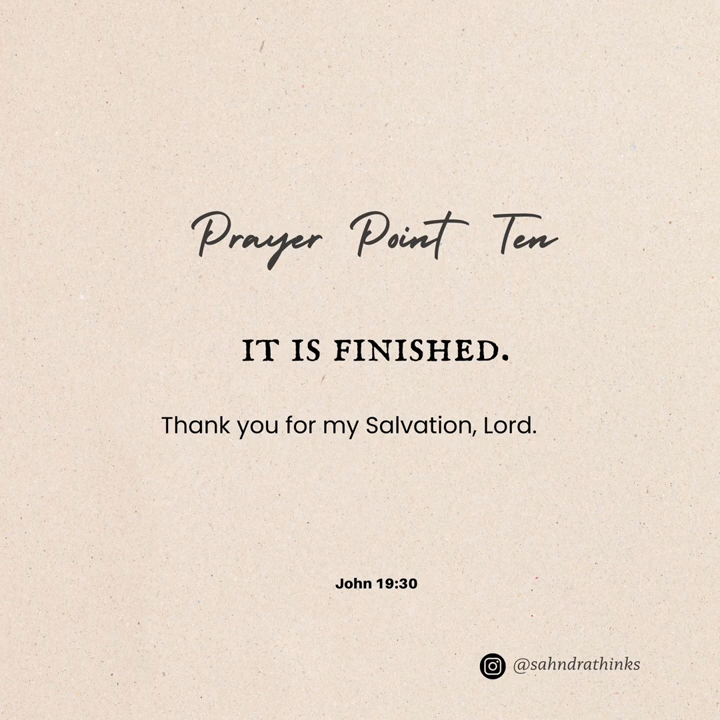 Prayer Point Ten
IT IS FINISHED.
Thank you for my Salvation, Lord.
John 19:30
@sahndrathinks